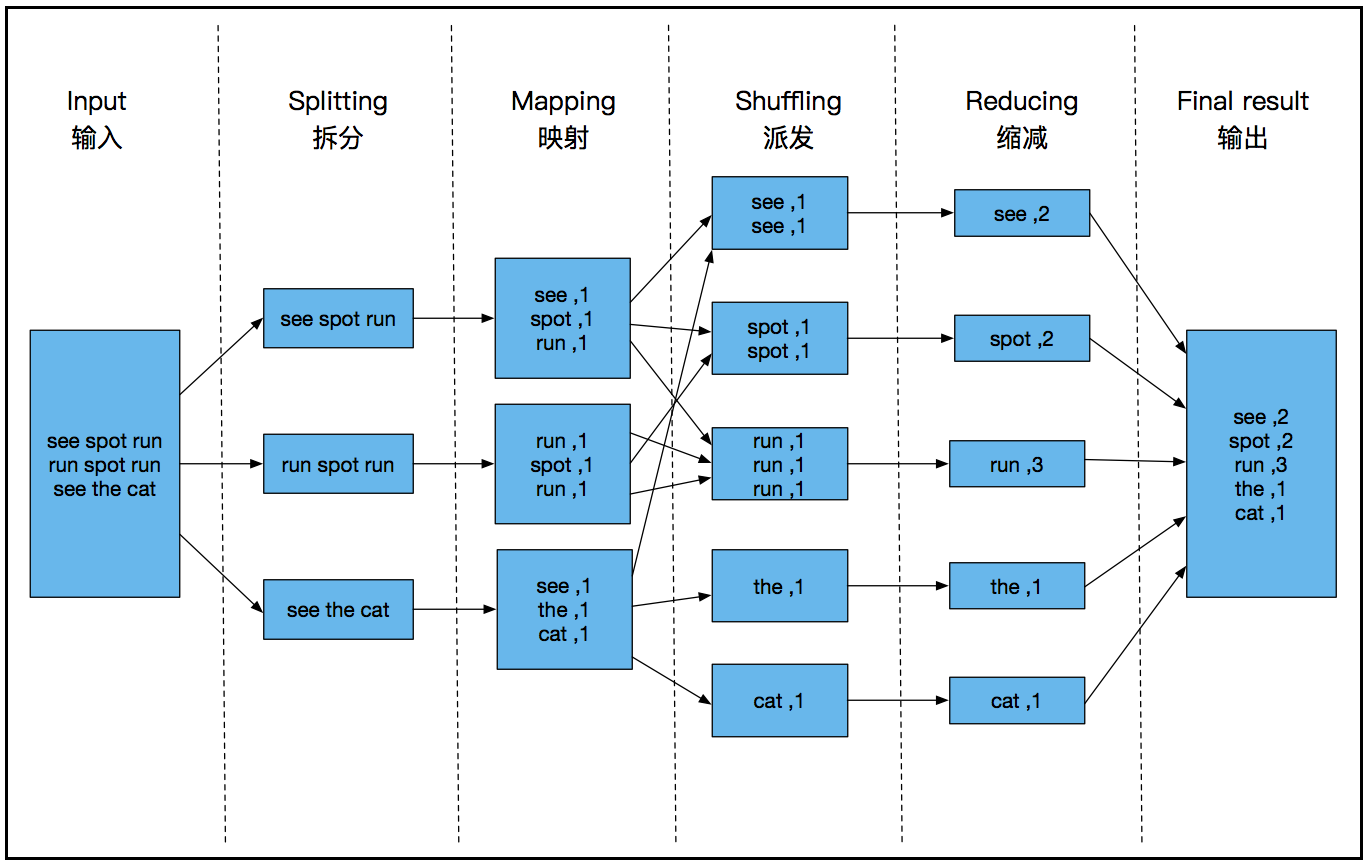 Input
输入
Splitting
拆分
Mapping
映射
Shuffling
派发
Reducing
缩减
Final result
输出
see spot run
run spot run
see the cat
see spot run
run spot run
see the cat
see ,1
spot ,1
run ,1
run ,1
spot ,1
run ,1
see ,1
the ,1
cat ,1
see ,1
see ,1
spot ,1
spot ,1
run ,1
run ,1
run ,1
the ,1
cat ,1
see ,2
spot ,2
run ,3
the ,1
cat ,1
see ,2
spot ,2
run ,3
the ,1
cat ,1